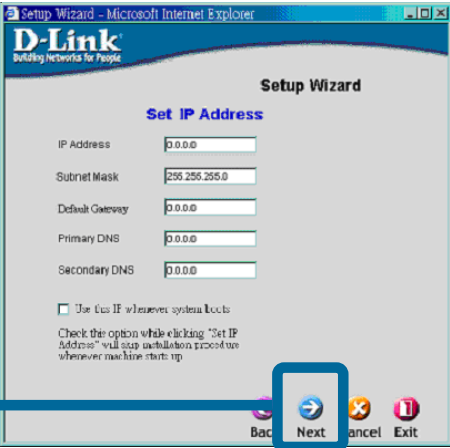 Setup Wizard - Microsoft Internet Explorer
D-Link
Building Networks for People
Setup Wizard
Set IP Address
IP Address 0.0.0.0
Subnet Mask 255.255.255.0
Default Gateway 0.0.0.0
Primary DNS 0.0.0.0
Secondary DNS 0.0.0.0
Use this IP whenever system boots
Check this option while clicking "Set IP
Address" will skip installation procedure
whenever machine starts up
Bac Next ancel Exit